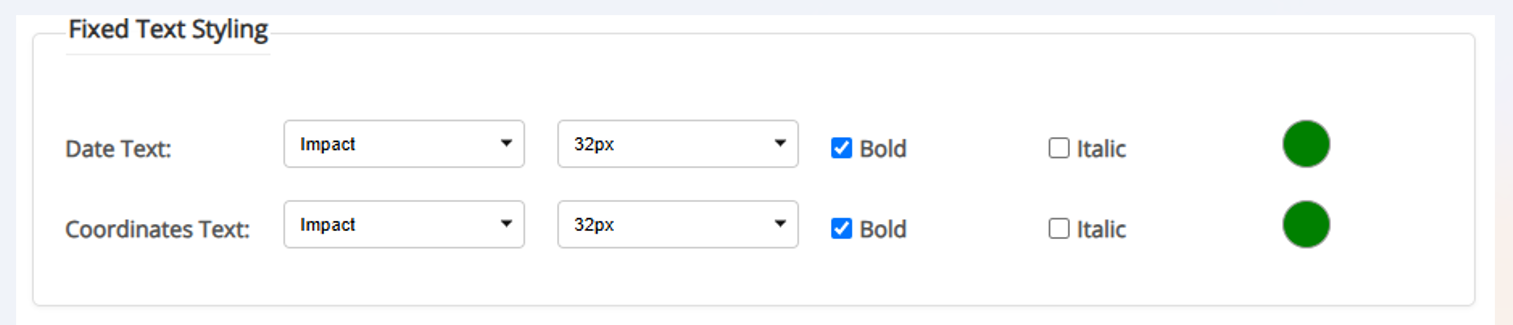 Fixed Text Styling
Date Text: Impact 32px Bold Italic
Coordinates Text: Impact 32px Bold Italic